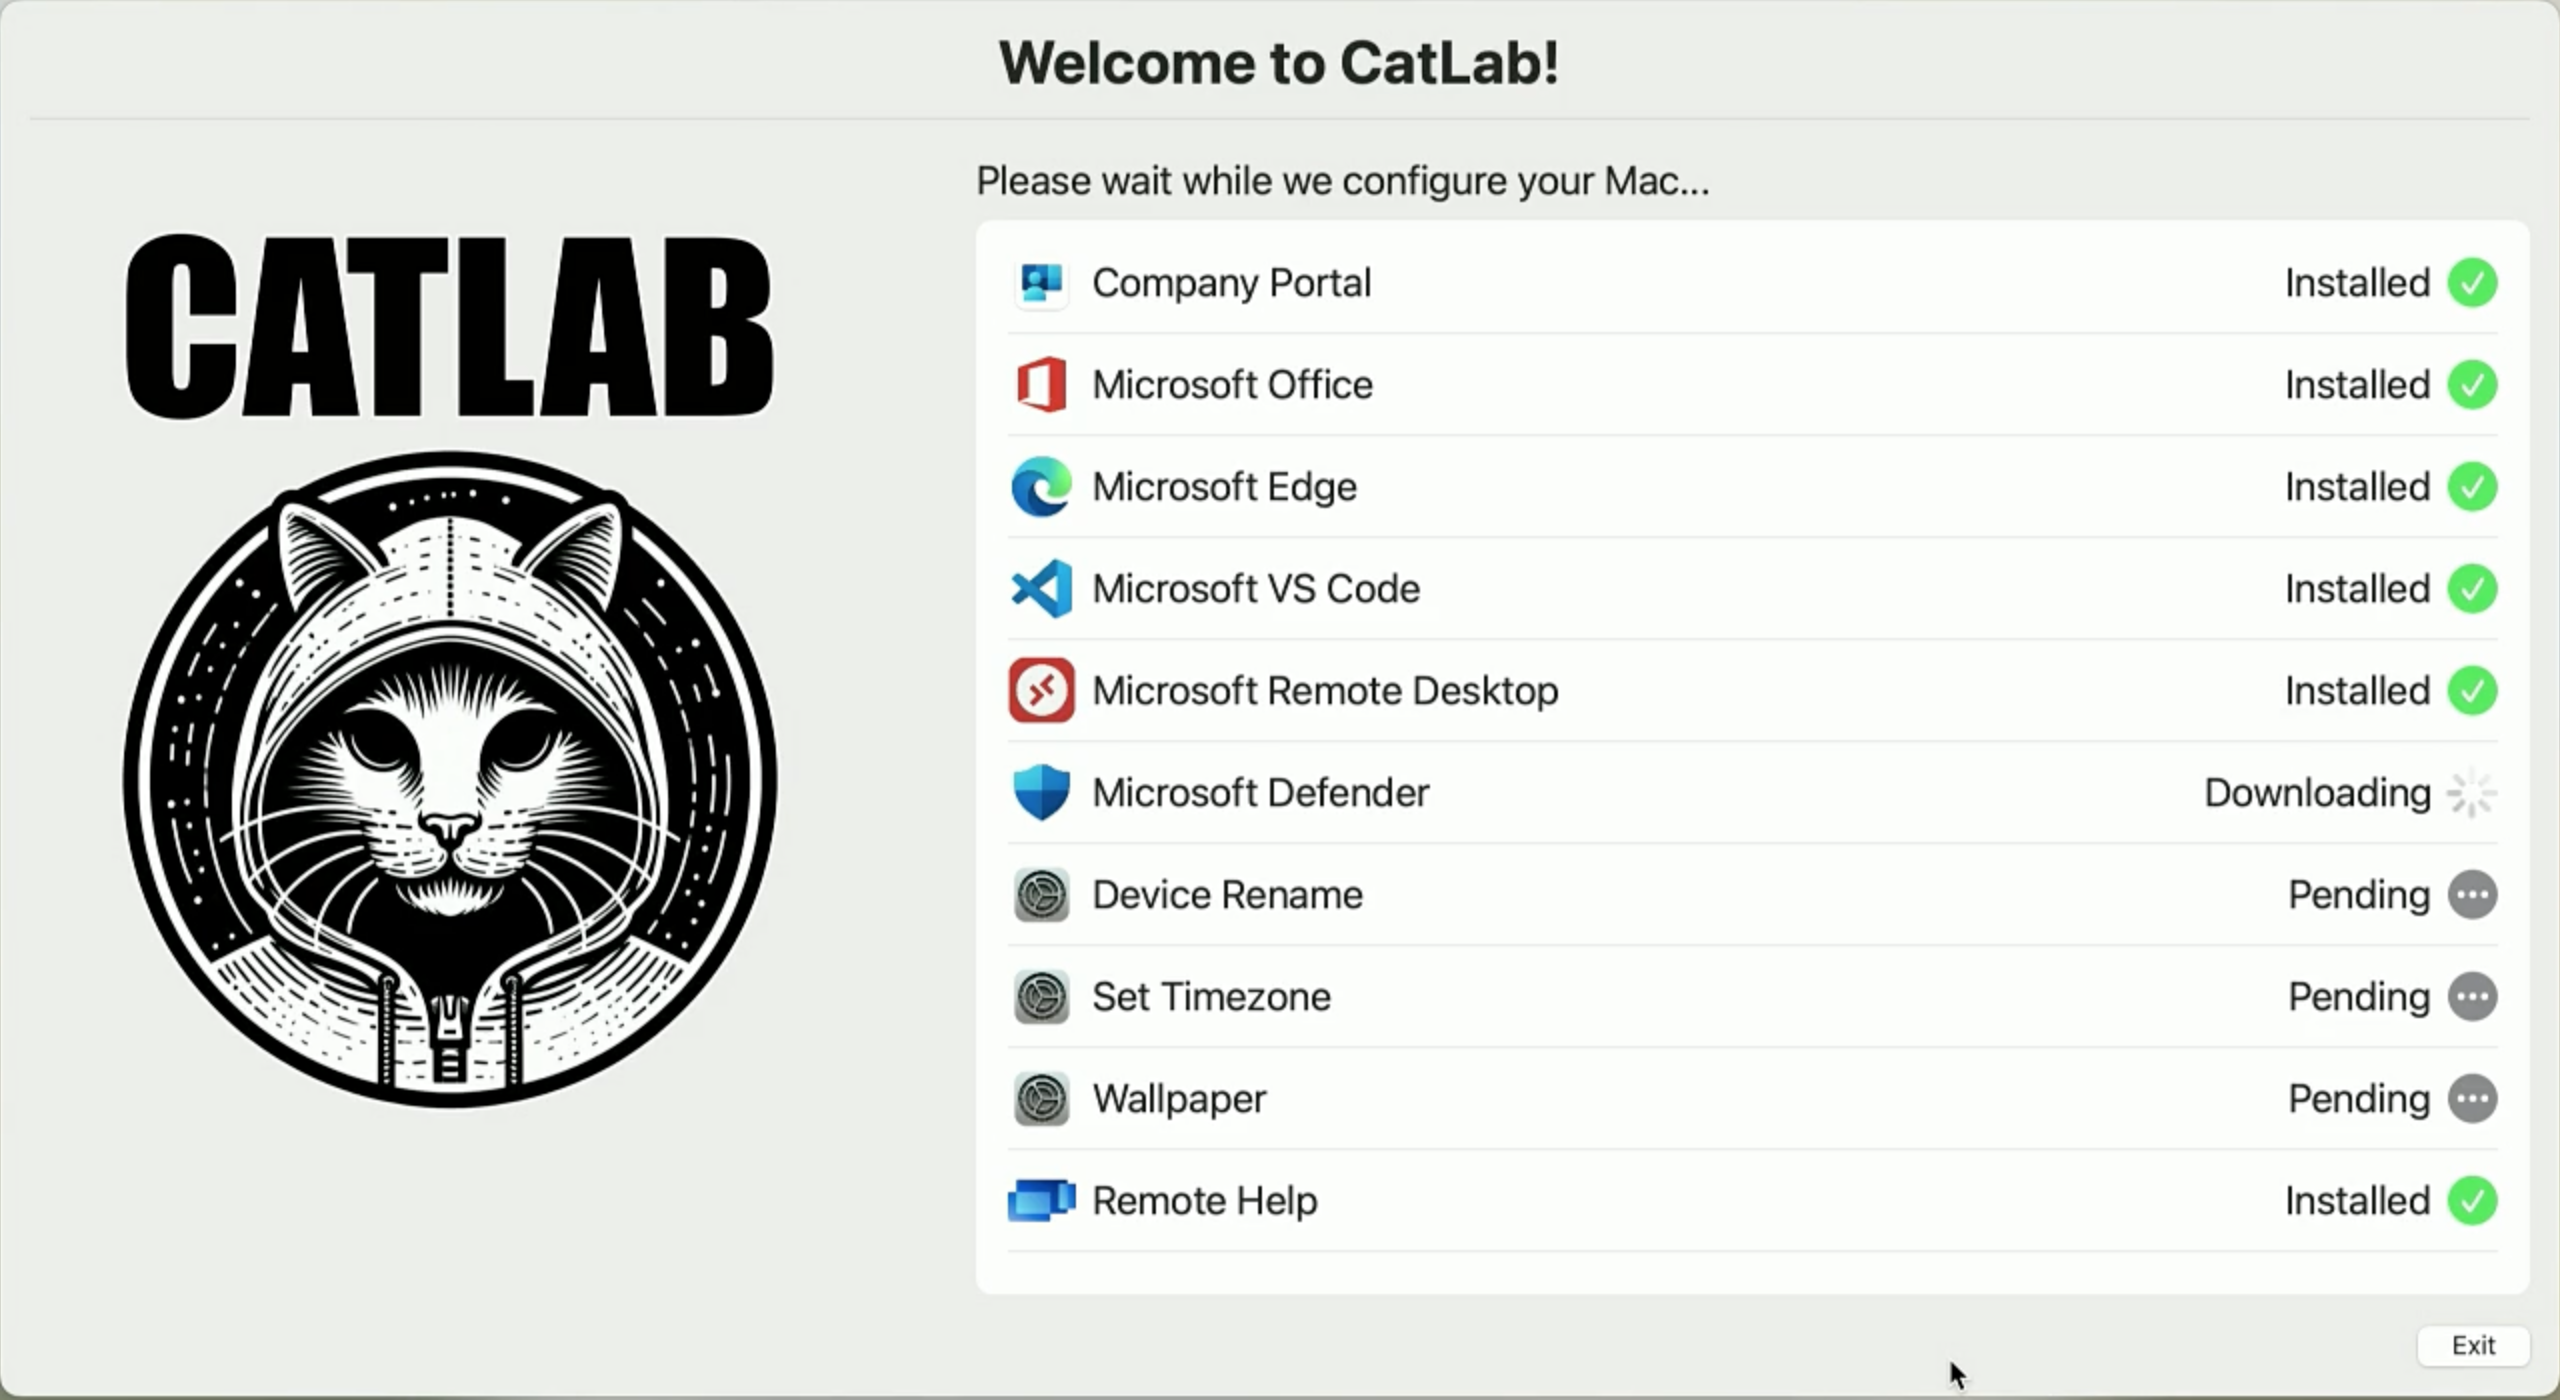 Welcome to CatLab!
CATLAB
Please wait while we configure your Mac...
Company Portal Installed
Microsoft Office Installed
Microsoft Edge Installed
Microsoft VS Code Installed
Microsoft Remote Desktop Installed
Microsoft Defender Downloading
Device Rename Pending
Set Timezone Pending
Wallpaper Pending
Remote Help Installed
Exit